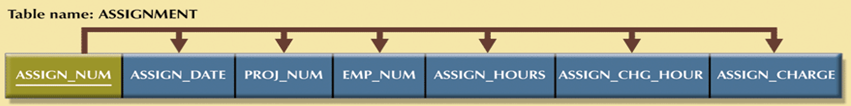 Table name: ASSIGNMENT
ASSIGN_NUM ASSIGN_DATE PROJ_NUM EMP_NUM ASSIGN_HOURS ASSIGN_CHG_HOUR ASSIGN_CHARGE